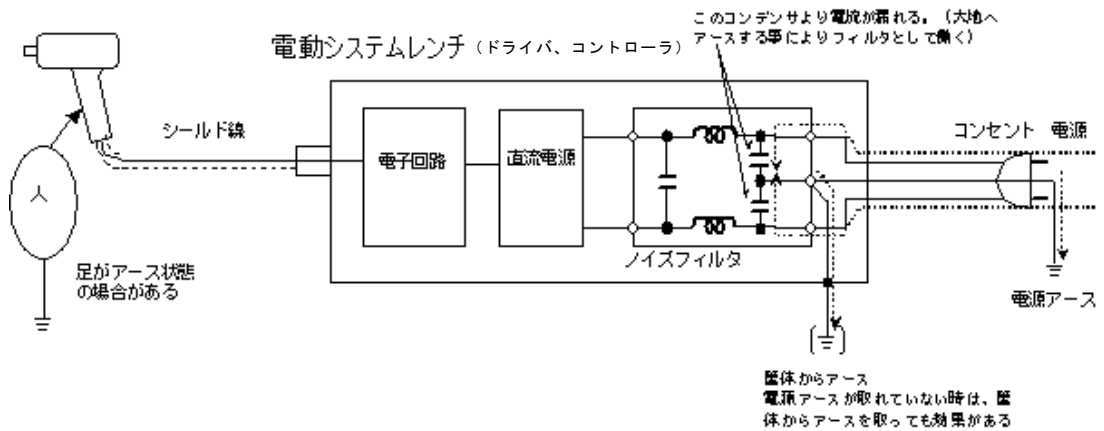 このコンデンサより電流が漏れる。（大地へ
アースする事によりフィルタとして働く）
電動システムレンチ（ドライバ、コントローラ）
シールド線
電子回路
直流電源
コンセント 電源
ノイズフィルタ
足がアース状態
の場合がある
電源アース
筐体からアース
電源アースが取れていない時は、筐
体からアースを取っても効果がある